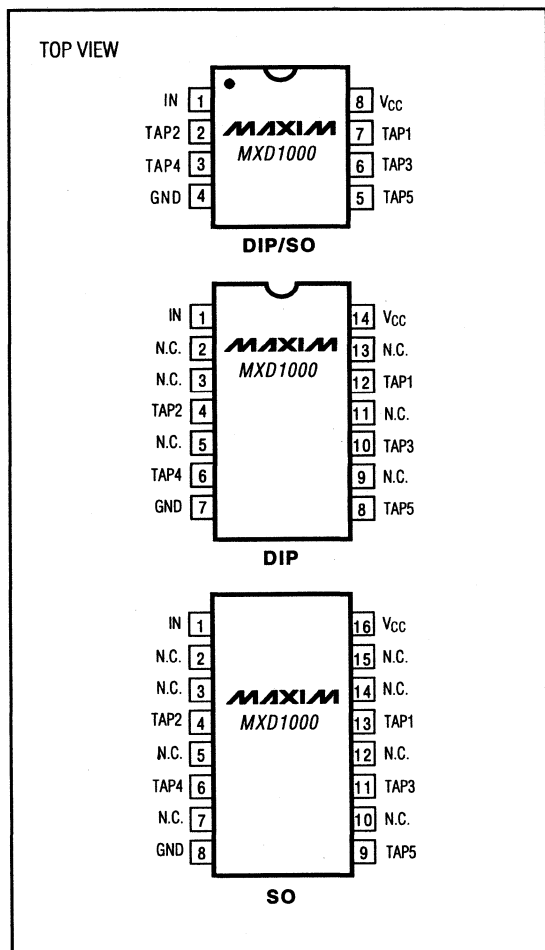 TOP VIEW
IN 1 8 VCC
TAP2 2 MAXIM 7 TAP1
TAP4 3 MXD1000 6 TAP3
GND 4 5 TAP5
DIP/SO
IN 1 14 VCC
N.C. 2 MAXIM 13 N.C.
N.C. 3 MXD1000 12 TAP1
TAP2 4 11 N.C.
N.C. 5 10 TAP3
TAP4 6 9 N.C.
GND 7 8 TAP5
DIP
IN 1 16 VCC
N.C. 2 15 N.C.
N.C. 3 MAXIM 14 N.C.
TAP2 4 MXD1000 13 TAP1
N.C. 5 12 N.C.
TAP4 6 11 TAP3
N.C. 7 10 N.C.
GND 8 9 TAP5
SO